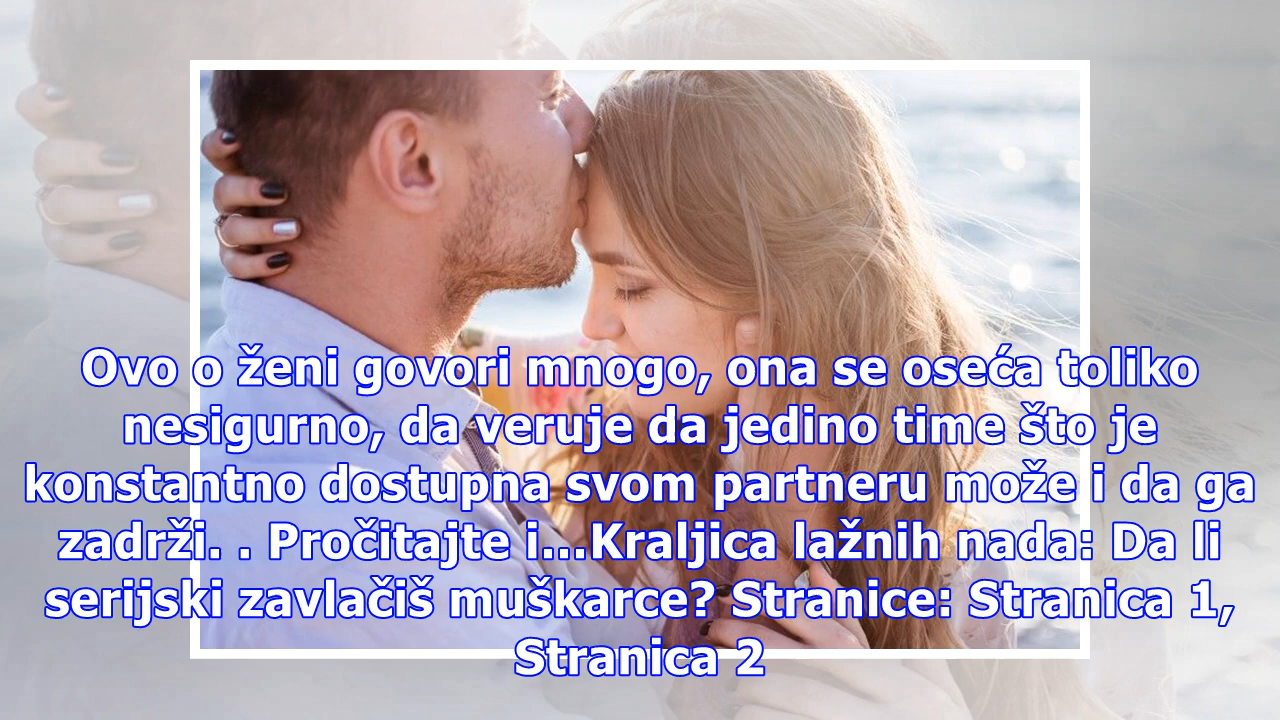 Ovo o ženi govori mnogo, ona se oseća toliko
nesigurno, da veruje da jedino time što je
konstantno dostupna svom partneru može i da ga
zadrži. . Pročitajte i...Kraljica lažnih nada: Da li
serijski zavlačiš muškarce? Stranice: Stranica 1,
Stranica 2